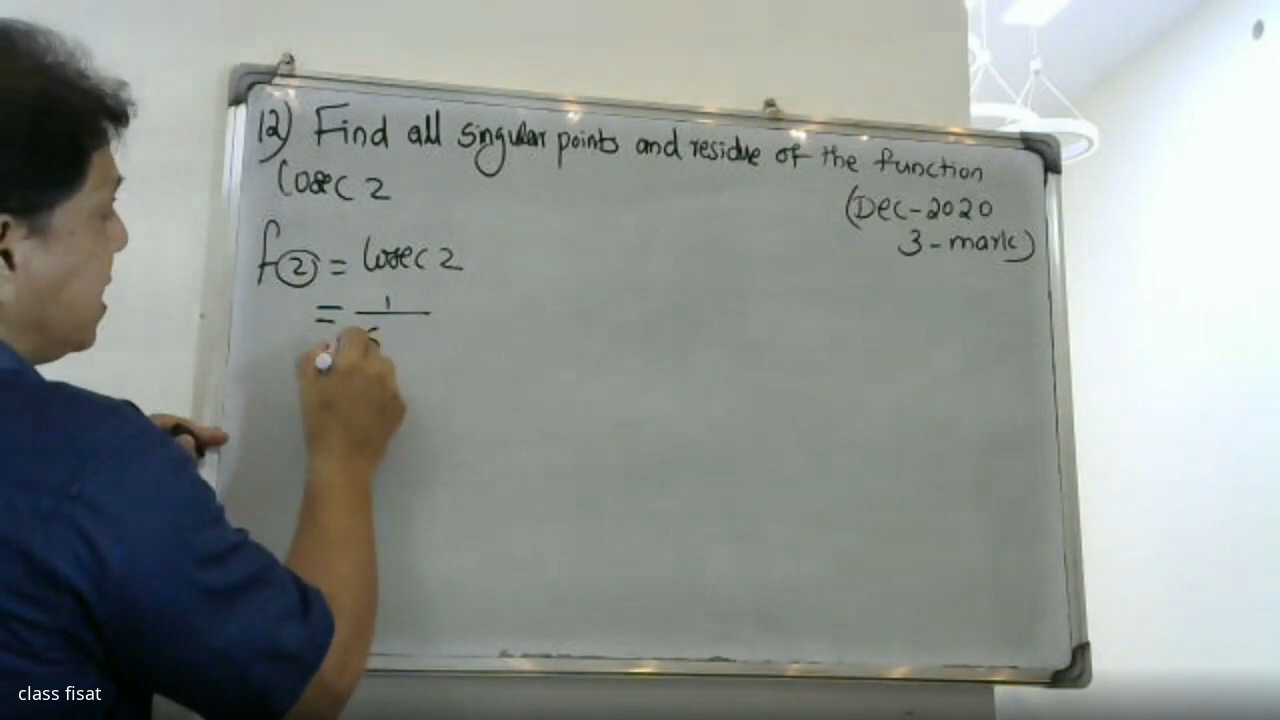 12) Find all singular points and residue of the function
Cosec z
(Dec-2020
3-mark)
f(z) = Cosec z
= 1
class fisat